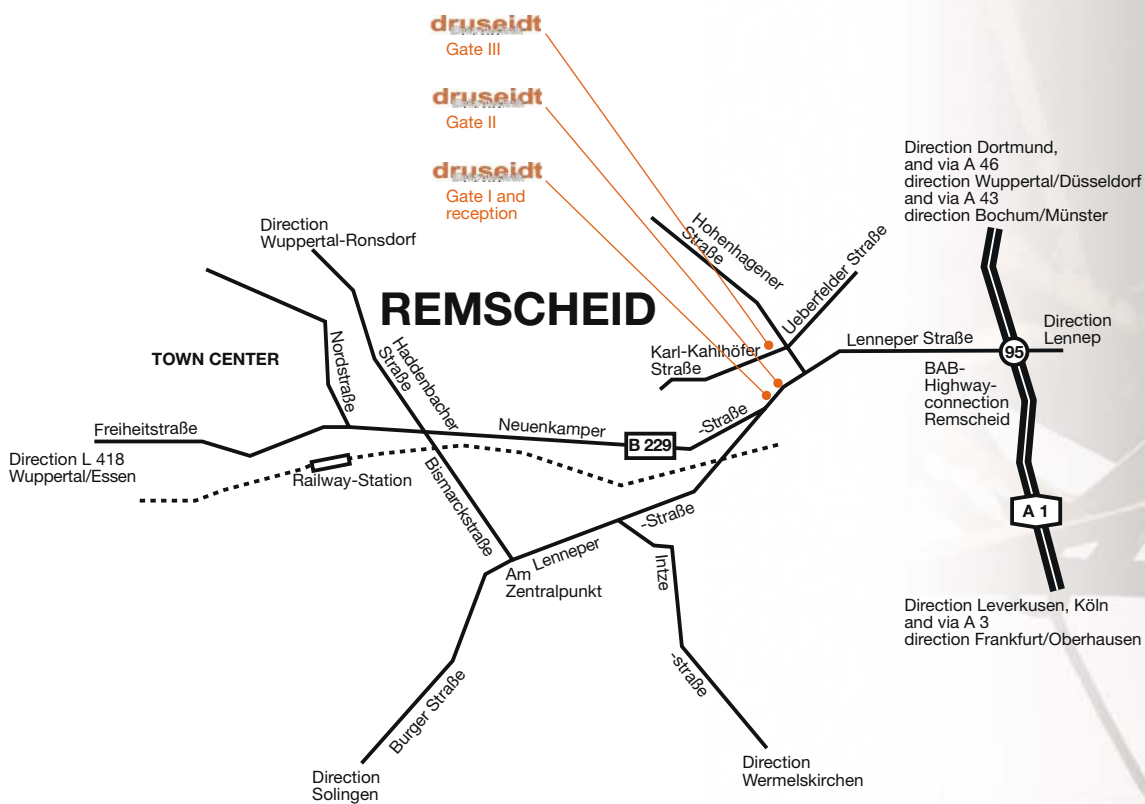 druseidt
Gate III
druseidt
Gate II
druseidt
Gate I and
reception
Direction Dortmund,
and via A 46
direction Wuppertal/Düsseldorf
and via A 43
direction Bochum/Münster
Direction
Wuppertal-Ronsdorf
Hohenhagener
Straße
Ueberfelder Straße
REMSCHEID
TOWN CENTER
Nordstraße
Haddenbacher
Straße
Karl-Kahlhöfer
Straße
Lenneper Straße
95
Direction
Lennep
BAB-
Highway-
connection
Remscheid
Freiheitstraße
Neuenkamper
B 229
-Straße
Direction L 418
Wuppertal/Essen
Railway-Station
Bismarckstraße
A 1
Lenneper
-Straße
Am
Zentralpunkt
Intze
-straße
Direction Leverkusen, Köln
and via A 3
direction Frankfurt/Oberhausen
Burger Straße
Direction
Solingen
Direction
Wermelskirchen